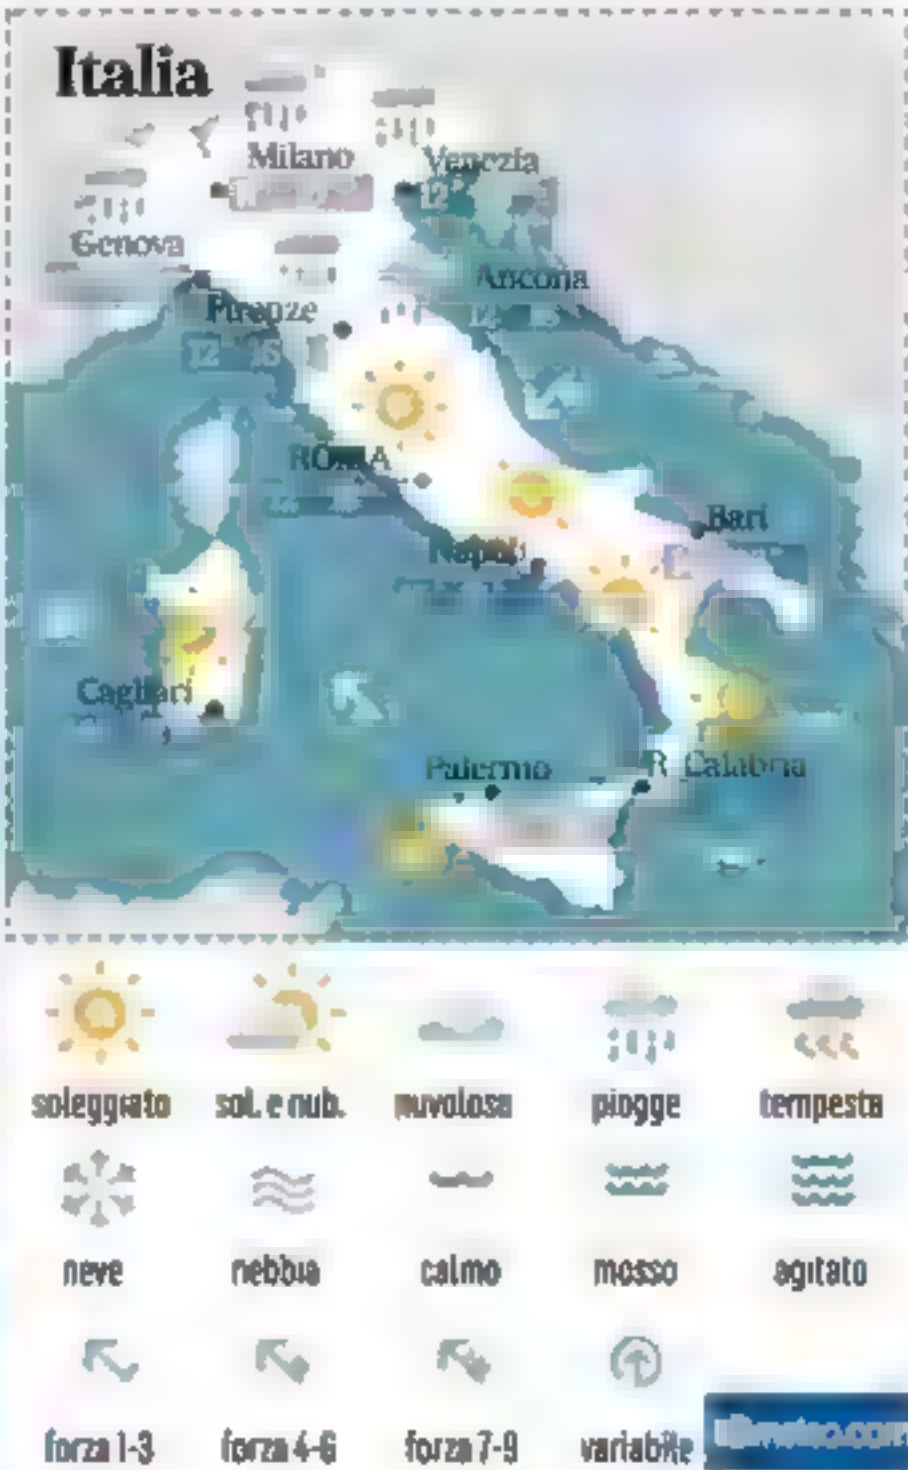 Italia
Milano
Venezia
12
Genova
Ancona
Firenze
12 16
ROMA
Bari
Napoli
Cagliari
Palermo
R Calabria
soleggiato sol. e nub. nuvoloso piogge tempesta
neve nebbia calmo mosso agitato
forza 1-3 forza 4-6 forza 7-9 variabile